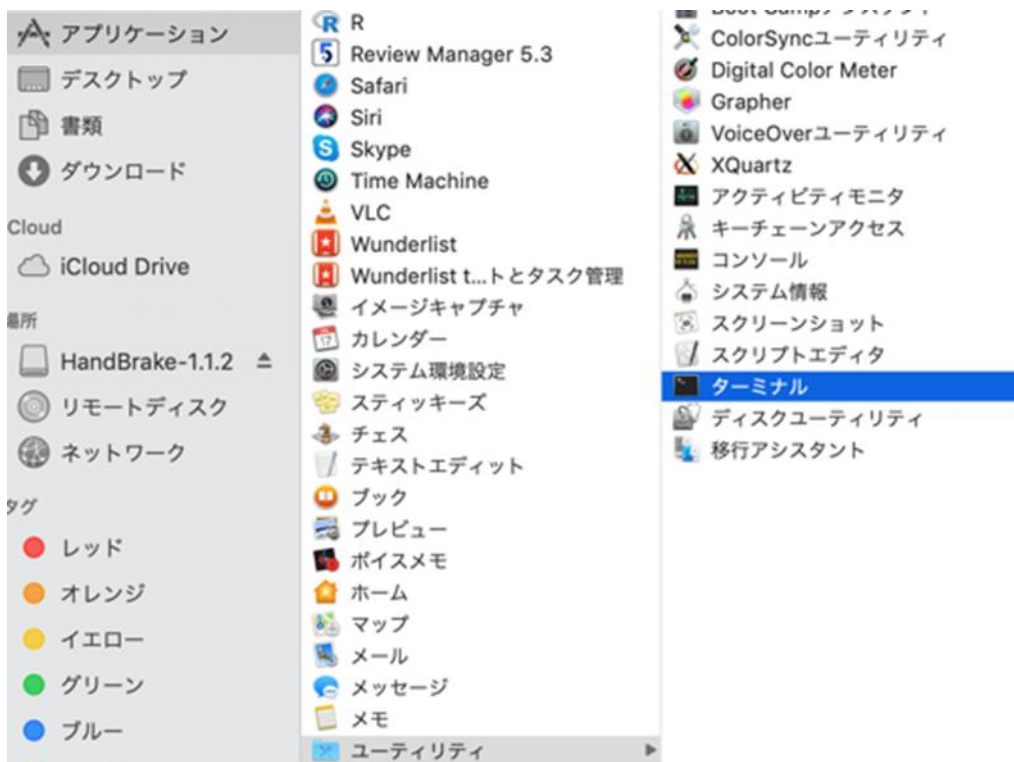 アプリケーション
デスクトップ
書類
ダウンロード
iCloud
iCloud Drive
場所
HandBrake-1.1.2
リモートディスク
ネットワーク
タグ
レッド
オレンジ
イエロー
グリーン
ブルー
R
Review Manager 5.3
Safari
Siri
Skype
Time Machine
VLC
Wunderlist
Wunderlist t...トとタスク管理
イメージキャプチャ
カレンダー
システム環境設定
スティッキーズ
チェス
テキストエディット
ブック
プレビュー
ボイスメモ
ホーム
マップ
メール
メッセージ
メモ
ユーティリティ
ColorSyncユーティリティ
Digital Color Meter
Grapher
VoiceOverユーティリティ
XQuartz
アクティビティモニタ
キーチェーンアクセス
コンソール
システム情報
スクリーンショット
スクリプトエディタ
ターミナル
ディスクユーティリティ
移行アシスタント